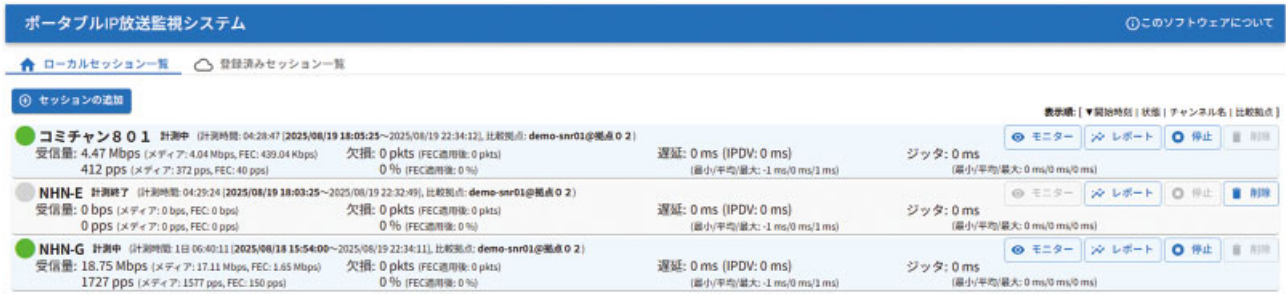 ポータブルIP放送監視システム
このソフトウェアについて
ローカルセッション一覧 登録済みセッション一覧
セッションの追加
表示順: [ ▼開始時刻 | 状態 | チャンネル名 | 比較拠点 ]
コミチャン801 計測中 (計測時間: 04:28:47 [2025/08/19 18:05:25~2025/08/19 22:34:12], 比較拠点: demo-snr01@拠点02) モニター レポート 停止 削除
受信量: 4.47 Mbps (メディア: 4.04 Mbps, FEC: 439.04 Kbps) 欠損: 0 pkts (FEC適用後: 0 pkts) 遅延: 0 ms (IPDV: 0 ms) ジッタ: 0 ms
412 pps (メディア: 372 pps, FEC: 40 pps) 0 % (FEC適用後: 0 %) (最小/平均/最大: -1 ms/0 ms/1 ms) (最小/平均/最大: 0 ms/0 ms/0 ms)
NHN-E 計測終了 (計測時間: 04:29:24 [2025/08/19 18:03:25~2025/08/19 22:32:49], 比較拠点: demo-snr01@拠点02) モニター レポート 停止 削除
受信量: 0 bps (メディア: 0 bps, FEC: 0 bps) 欠損: 0 pkts (FEC適用後: 0 pkts) 遅延: 0 ms (IPDV: 0 ms) ジッタ: 0 ms
0 pps (メディア: 0 pps, FEC: 0 pps) 0 % (FEC適用後: 0 %) (最小/平均/最大: -1 ms/0 ms/1 ms) (最小/平均/最大: 0 ms/0 ms/0 ms)
NHN-G 計測中 (計測時間: 1日 06:40:11 [2025/08/18 15:54:00~2025/08/19 22:34:11], 比較拠点: demo-snr01@拠点02) モニター レポート 停止 削除
受信量: 18.75 Mbps (メディア: 17.11 Mbps, FEC: 1.65 Mbps) 欠損: 0 pkts (FEC適用後: 0 pkts) 遅延: 0 ms (IPDV: 0 ms) ジッタ: 0 ms
1727 pps (メディア: 1577 pps, FEC: 150 pps) 0 % (FEC適用後: 0 %) (最小/平均/最大: -1 ms/0 ms/1 ms) (最小/平均/最大: 0 ms/0 ms/0 ms)